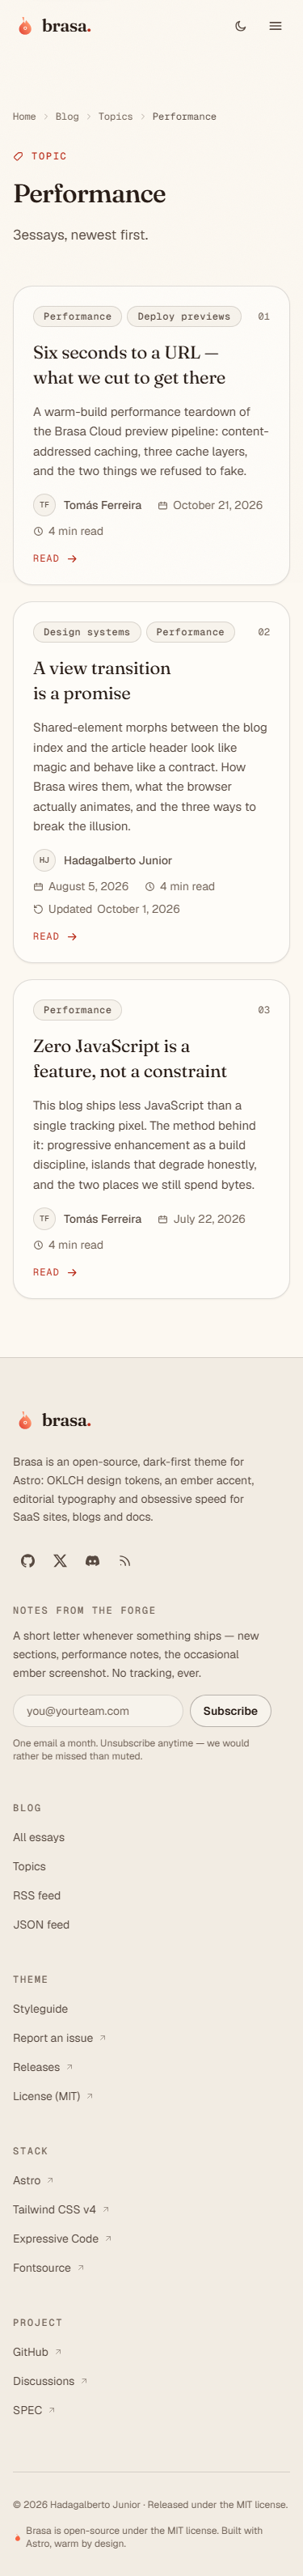 brasa.
Home > Blog > Topics > Performance
TOPIC
Performance
3essays, newest first.
Performance Deploy previews 01
Six seconds to a URL —
what we cut to get there
A warm-build performance teardown of
the Brasa Cloud preview pipeline: content-
addressed caching, three cache layers,
and the two things we refused to fake.
TF Tomás Ferreira October 21, 2026
4 min read
READ →
Design systems Performance 02
A view transition
is a promise
Shared-element morphs between the blog
index and the article header look like
magic and behave like a contract. How
Brasa wires them, what the browser
actually animates, and the three ways to
break the illusion.
HJ Hadagalberto Junior
August 5, 2026 4 min read
Updated October 1, 2026
READ →
Performance 03
Zero JavaScript is a
feature, not a constraint
This blog ships less JavaScript than a
single tracking pixel. The method behind
it: progressive enhancement as a build
discipline, islands that degrade honestly,
and the two places we still spend bytes.
TF Tomás Ferreira July 22, 2026
4 min read
READ →
brasa.
Brasa is an open-source, dark-first theme for
Astro: OKLCH design tokens, an ember accent,
editorial typography and obsessive speed for
SaaS sites, blogs and docs.
NOTES FROM THE FORGE
A short letter whenever something ships — new
sections, performance notes, the occasional
ember screenshot. No tracking, ever.
you@yourteam.com Subscribe
One email a month. Unsubscribe anytime — we would
rather be missed than muted.
BLOG
All essays
Topics
RSS feed
JSON feed
THEME
Styleguide
Report an issue ↗
Releases ↗
License (MIT) ↗
STACK
Astro ↗
Tailwind CSS v4 ↗
Expressive Code ↗
Fontsource ↗
PROJECT
GitHub ↗
Discussions ↗
SPEC ↗
© 2026 Hadagalberto Junior · Released under the MIT license.
Brasa is open-source under the MIT license. Built with
Astro, warm by design.